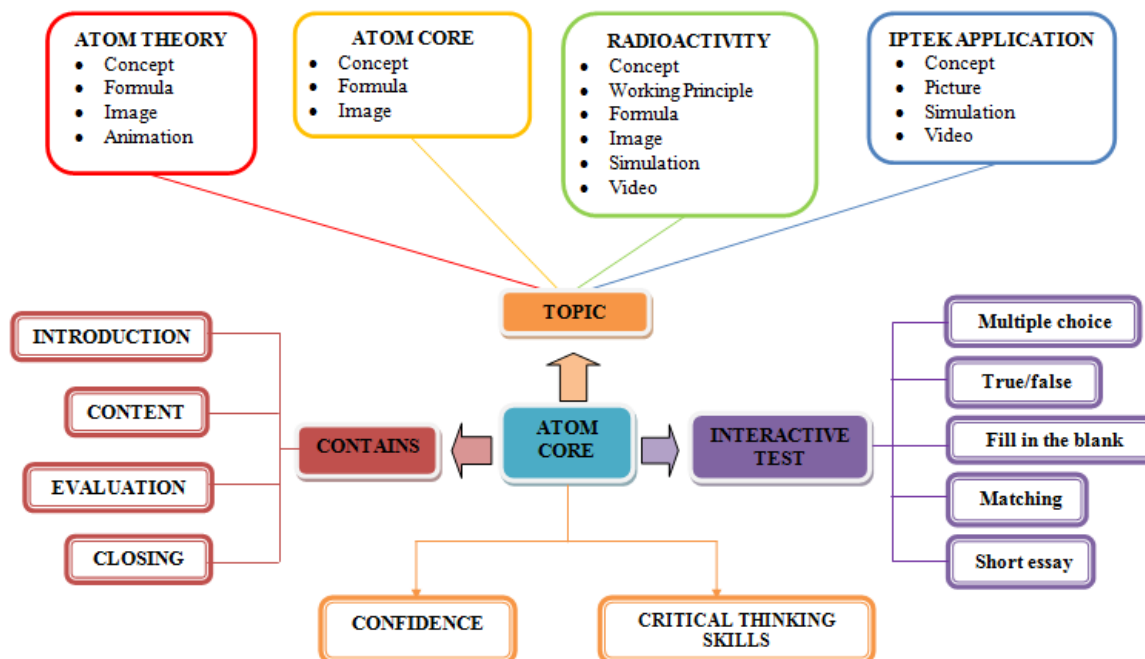 ATOM THEORY
• Concept
• Formula
• Image
• Animation
ATOM CORE
• Concept
• Formula
• Image
RADIOACTIVITY
• Concept
• Working Principle
• Formula
• Image
• Simulation
• Video
IPTEK APPLICATION
• Concept
• Picture
• Simulation
• Video
TOPIC
INTRODUCTION
CONTENT
EVALUATION
CLOSING
CONTAINS
ATOM
CORE
INTERACTIVE
TEST
Multiple choice
True/false
Fill in the blank
Matching
Short essay
CONFIDENCE
CRITICAL THINKING
SKILLS